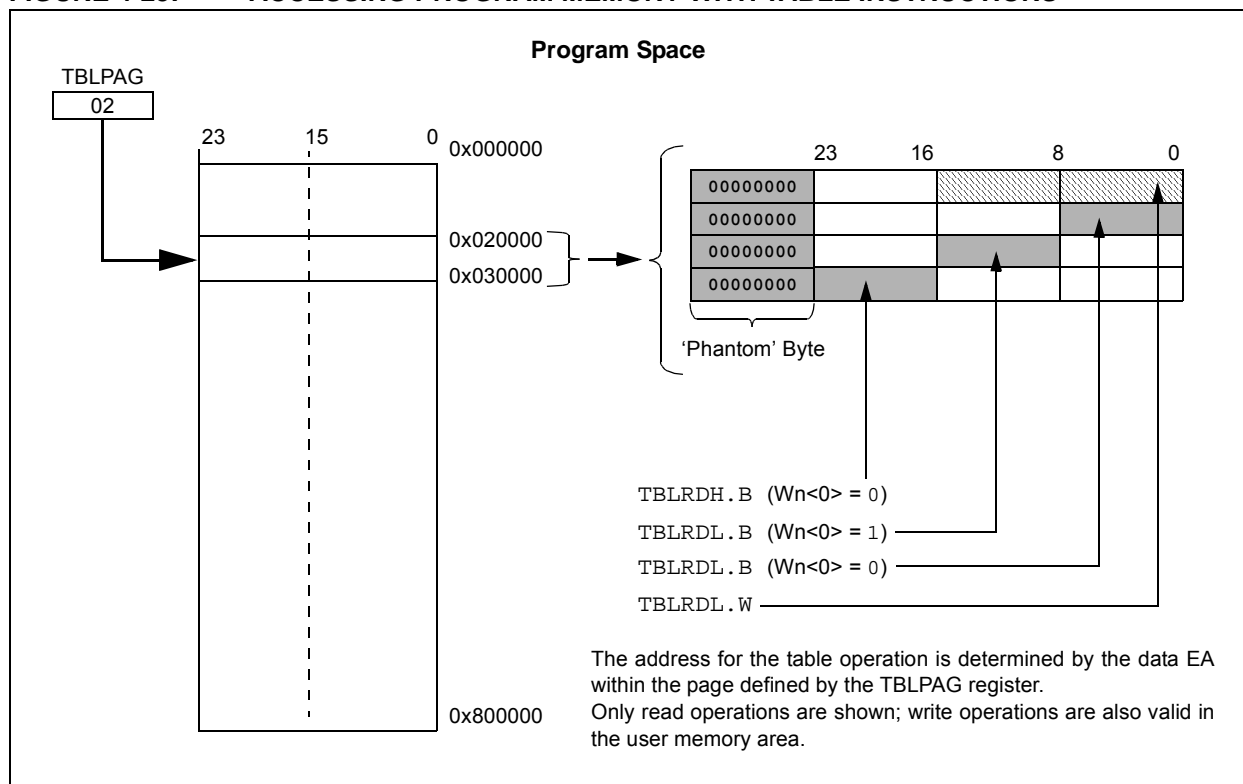 Program Space
TBLPAG
02
23 15 0
0x000000
0x020000
0x030000
0x800000
23 16 8 0
00000000
00000000
00000000
00000000
‘Phantom’ Byte
TBLRDH.B (Wn<0> = 0)
TBLRDL.B (Wn<0> = 1)
TBLRDL.B (Wn<0> = 0)
TBLRDL.W
The address for the table operation is determined by the data EA
within the page defined by the TBLPAG register.
Only read operations are shown; write operations are also valid in
the user memory area.